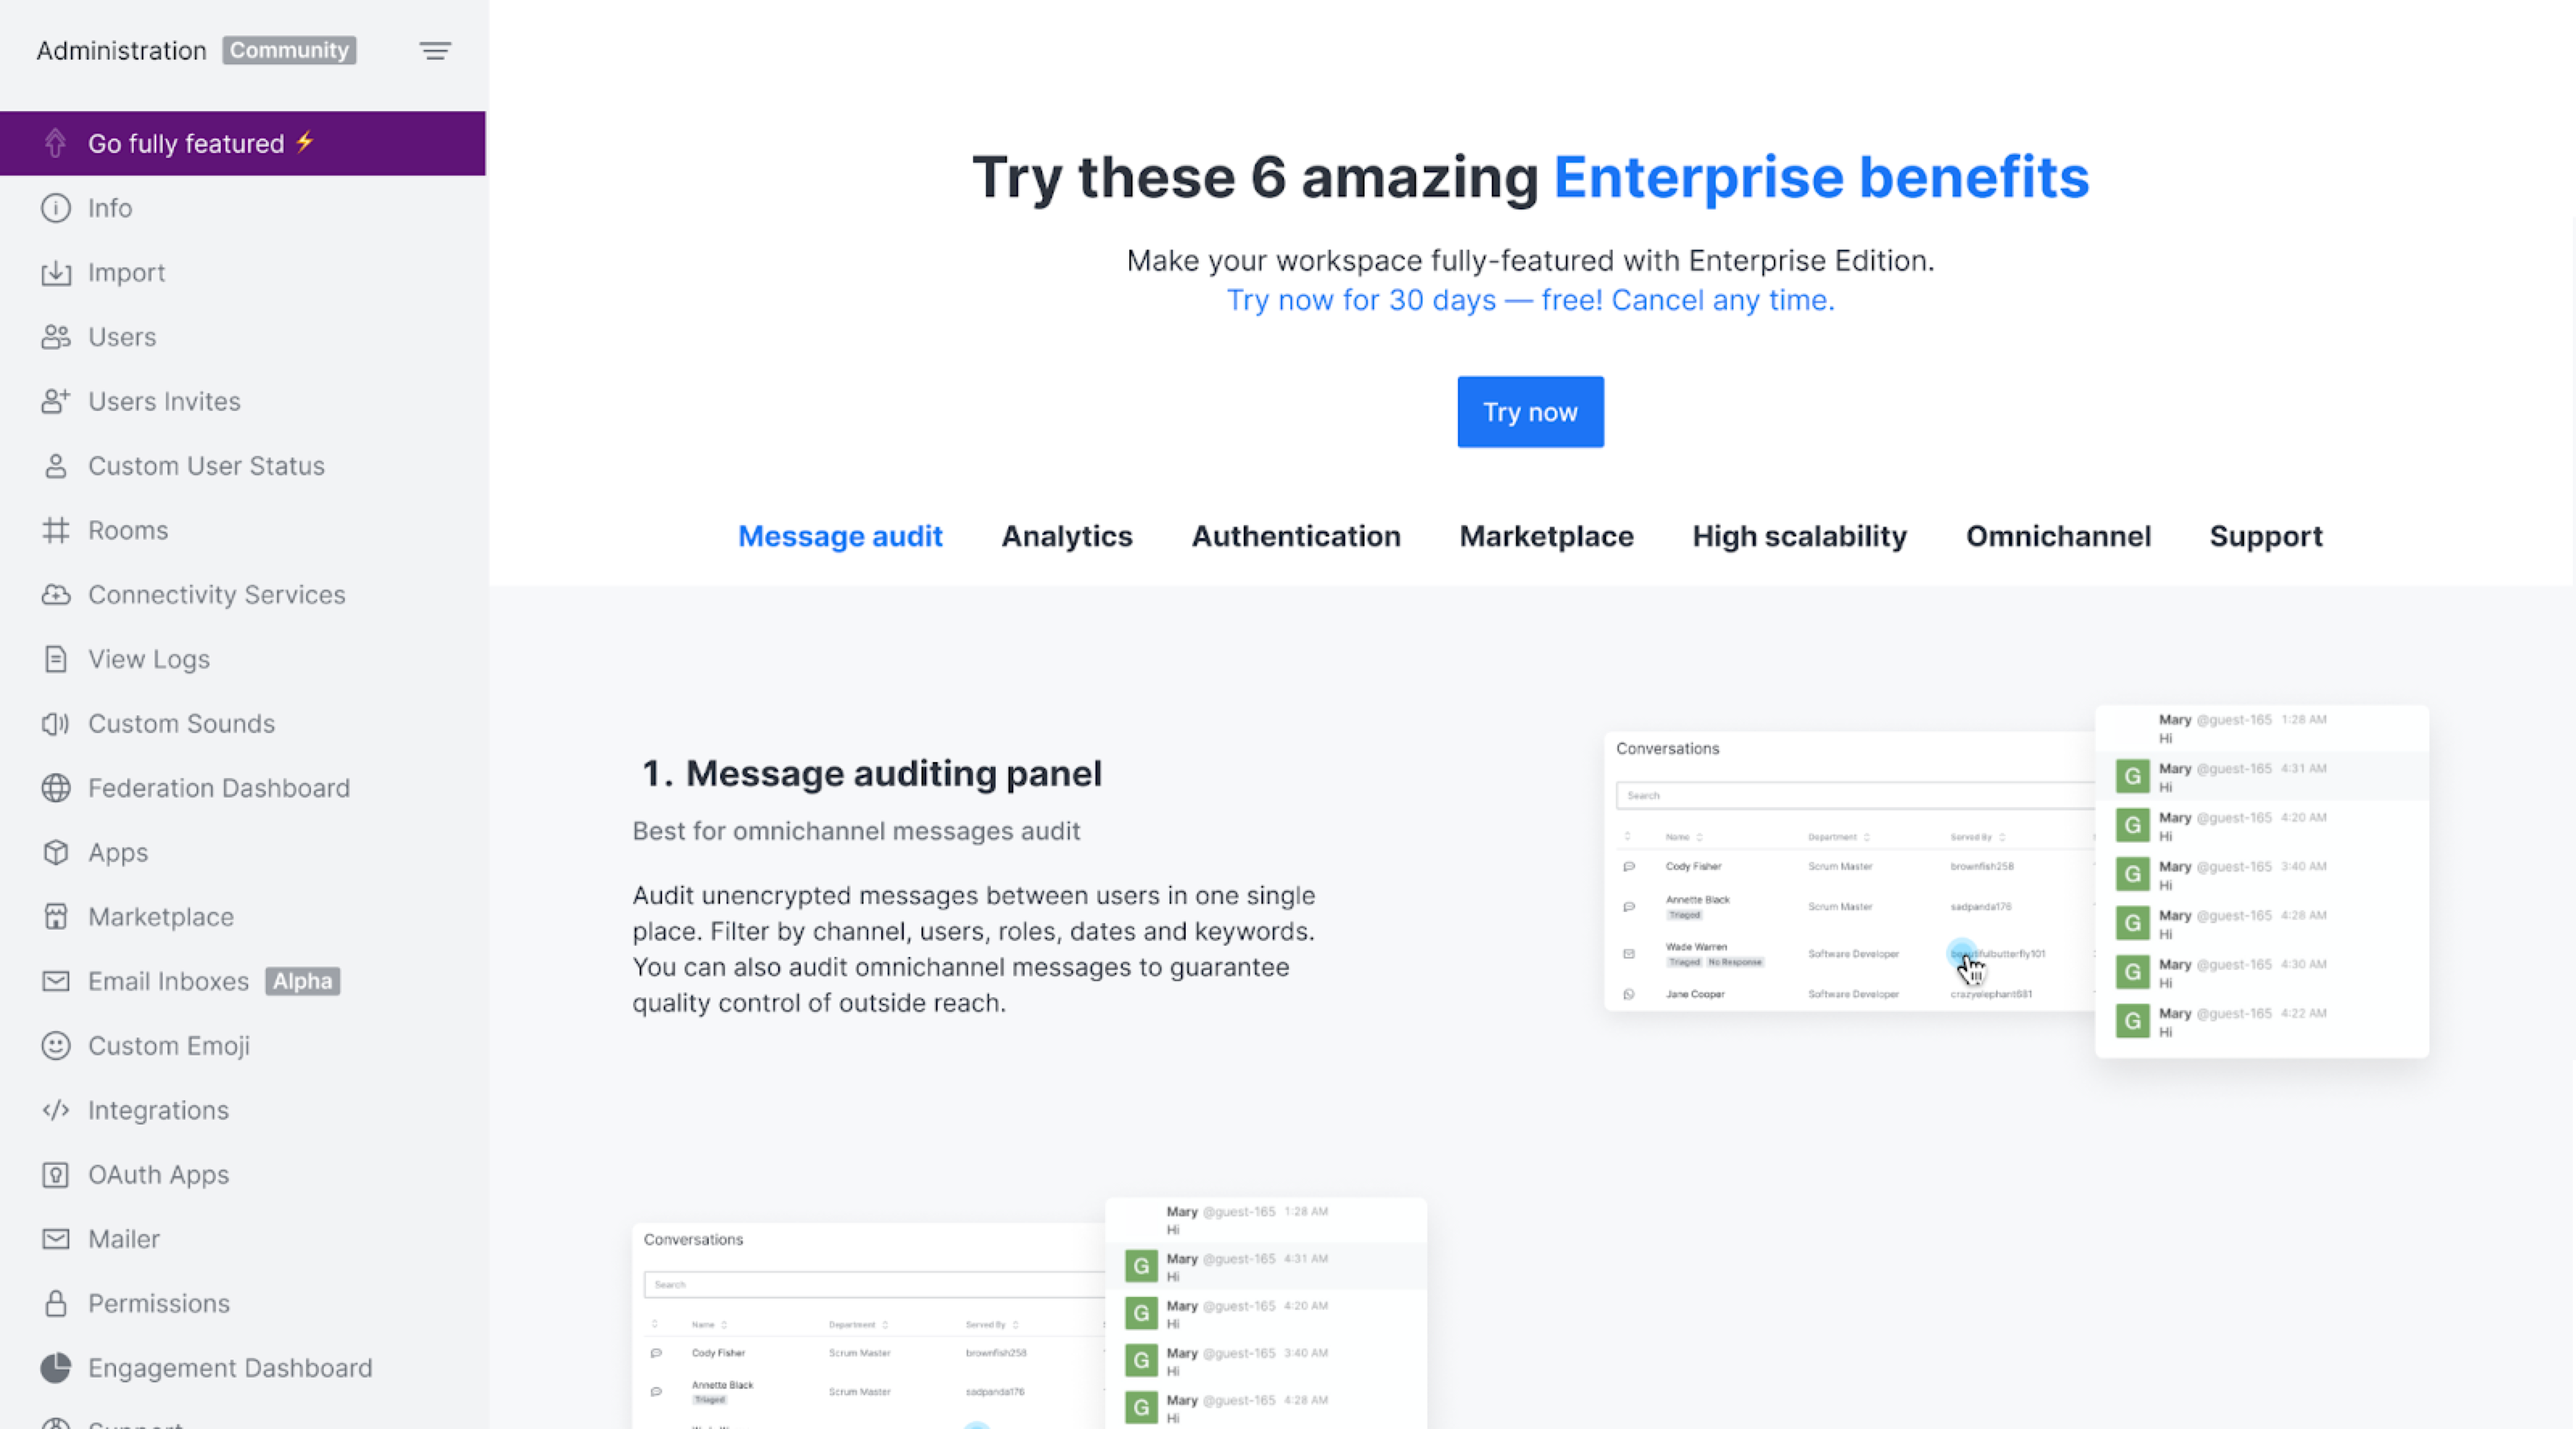 Administration Community
Go fully featured ⚡
Info
Import
Users
Users Invites
Custom User Status
Rooms
Connectivity Services
View Logs
Custom Sounds
Federation Dashboard
Apps
Marketplace
Email Inboxes Alpha
Custom Emoji
Integrations
OAuth Apps
Mailer
Permissions
Engagement Dashboard
Support
Try these 6 amazing Enterprise benefits
Make your workspace fully-featured with Enterprise Edition.
Try now for 30 days — free! Cancel any time.
Try now
Message audit Analytics Authentication Marketplace High scalability Omnichannel Support
1. Message auditing panel
Best for omnichannel messages audit
Audit unencrypted messages between users in one single
place. Filter by channel, users, roles, dates and keywords.
You can also audit omnichannel messages to guarantee
quality control of outside reach.
Conversations
Search
Name Department Served By
Cody Fisher Scrum Master brownfish258
Annette Black Scrum Master sadpanda176
Triaged
Wade Warren Software Developer beautifulbutterfly101
Triaged No Response
Jane Cooper Software Developer crazyelephant681
Mary @guest-165 1:28 AM
Hi
G Mary @guest-165 4:31 AM
Hi
G Mary @guest-165 4:20 AM
Hi
G Mary @guest-165 3:40 AM
Hi
G Mary @guest-165 4:28 AM
Hi
G Mary @guest-165 4:30 AM
Hi
G Mary @guest-165 4:22 AM
Hi
Conversations
Search
Name Department Served By
Cody Fisher Scrum Master brownfish258
Annette Black Scrum Master sadpanda176
Triaged
Mary @guest-165 1:28 AM
Hi
G Mary @guest-165 4:31 AM
Hi
G Mary @guest-165 4:20 AM
Hi
G Mary @guest-165 3:40 AM
Hi
G Mary @guest-165 4:28 AM
Hi